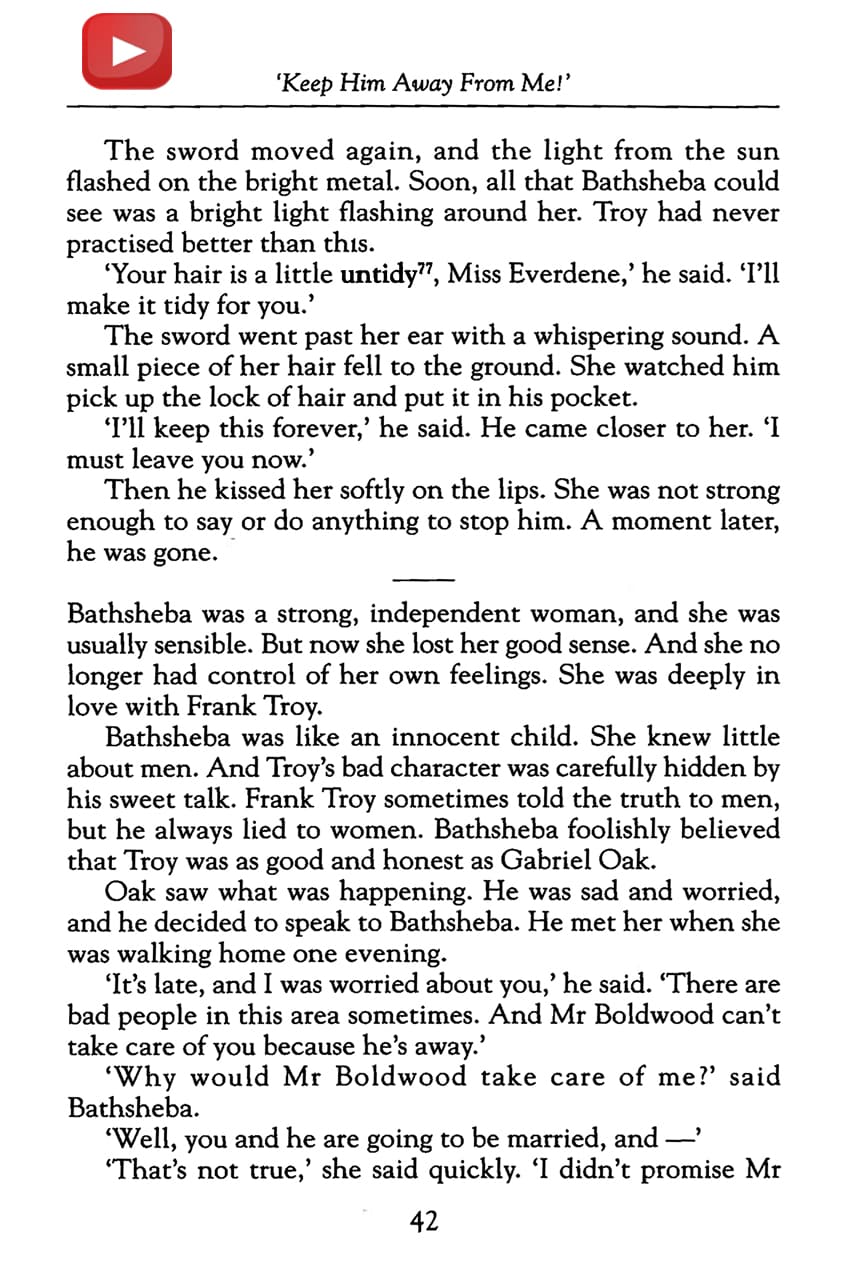 ‘Keep Him Away From Me!’
The sword moved again, and the light from the sun
flashed on the bright metal. Soon, all that Bathsheba could
see was a bright light flashing around her. Troy had never
practised better than this.
‘Your hair is a little untidy⁷⁷, Miss Everdene,’ he said. ‘I’ll
make it tidy for you.’
The sword went past her ear with a whispering sound. A
small piece of her hair fell to the ground. She watched him
pick up the lock of hair and put it in his pocket.
‘I’ll keep this forever,’ he said. He came closer to her. ‘I
must leave you now.’
Then he kissed her softly on the lips. She was not strong
enough to say or do anything to stop him. A moment later,
he was gone.
Bathsheba was a strong, independent woman, and she was
usually sensible. But now she lost her good sense. And she no
longer had control of her own feelings. She was deeply in
love with Frank Troy.
Bathsheba was like an innocent child. She knew little
about men. And Troy’s bad character was carefully hidden by
his sweet talk. Frank Troy sometimes told the truth to men,
but he always lied to women. Bathsheba foolishly believed
that Troy was as good and honest as Gabriel Oak.
Oak saw what was happening. He was sad and worried,
and he decided to speak to Bathsheba. He met her when she
was walking home one evening.
‘It’s late, and I was worried about you,’ he said. ‘There are
bad people in this area sometimes. And Mr Boldwood can’t
take care of you because he’s away.’
‘Why would Mr Boldwood take care of me?’ said
Bathsheba.
‘Well, you and he are going to be married, and —’
‘That’s not true,’ she said quickly. ‘I didn’t promise Mr
42